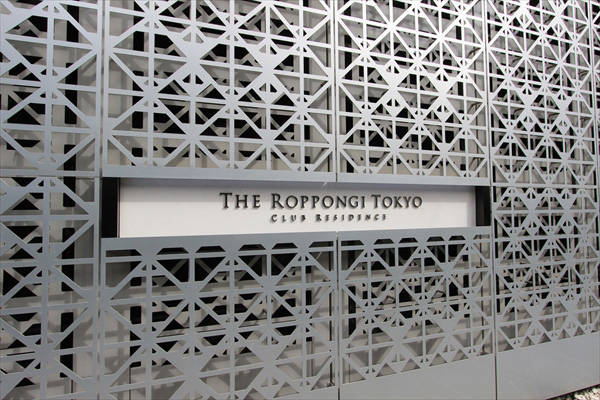 THE ROPPONGI TOKYO
CLUB RESIDENCE